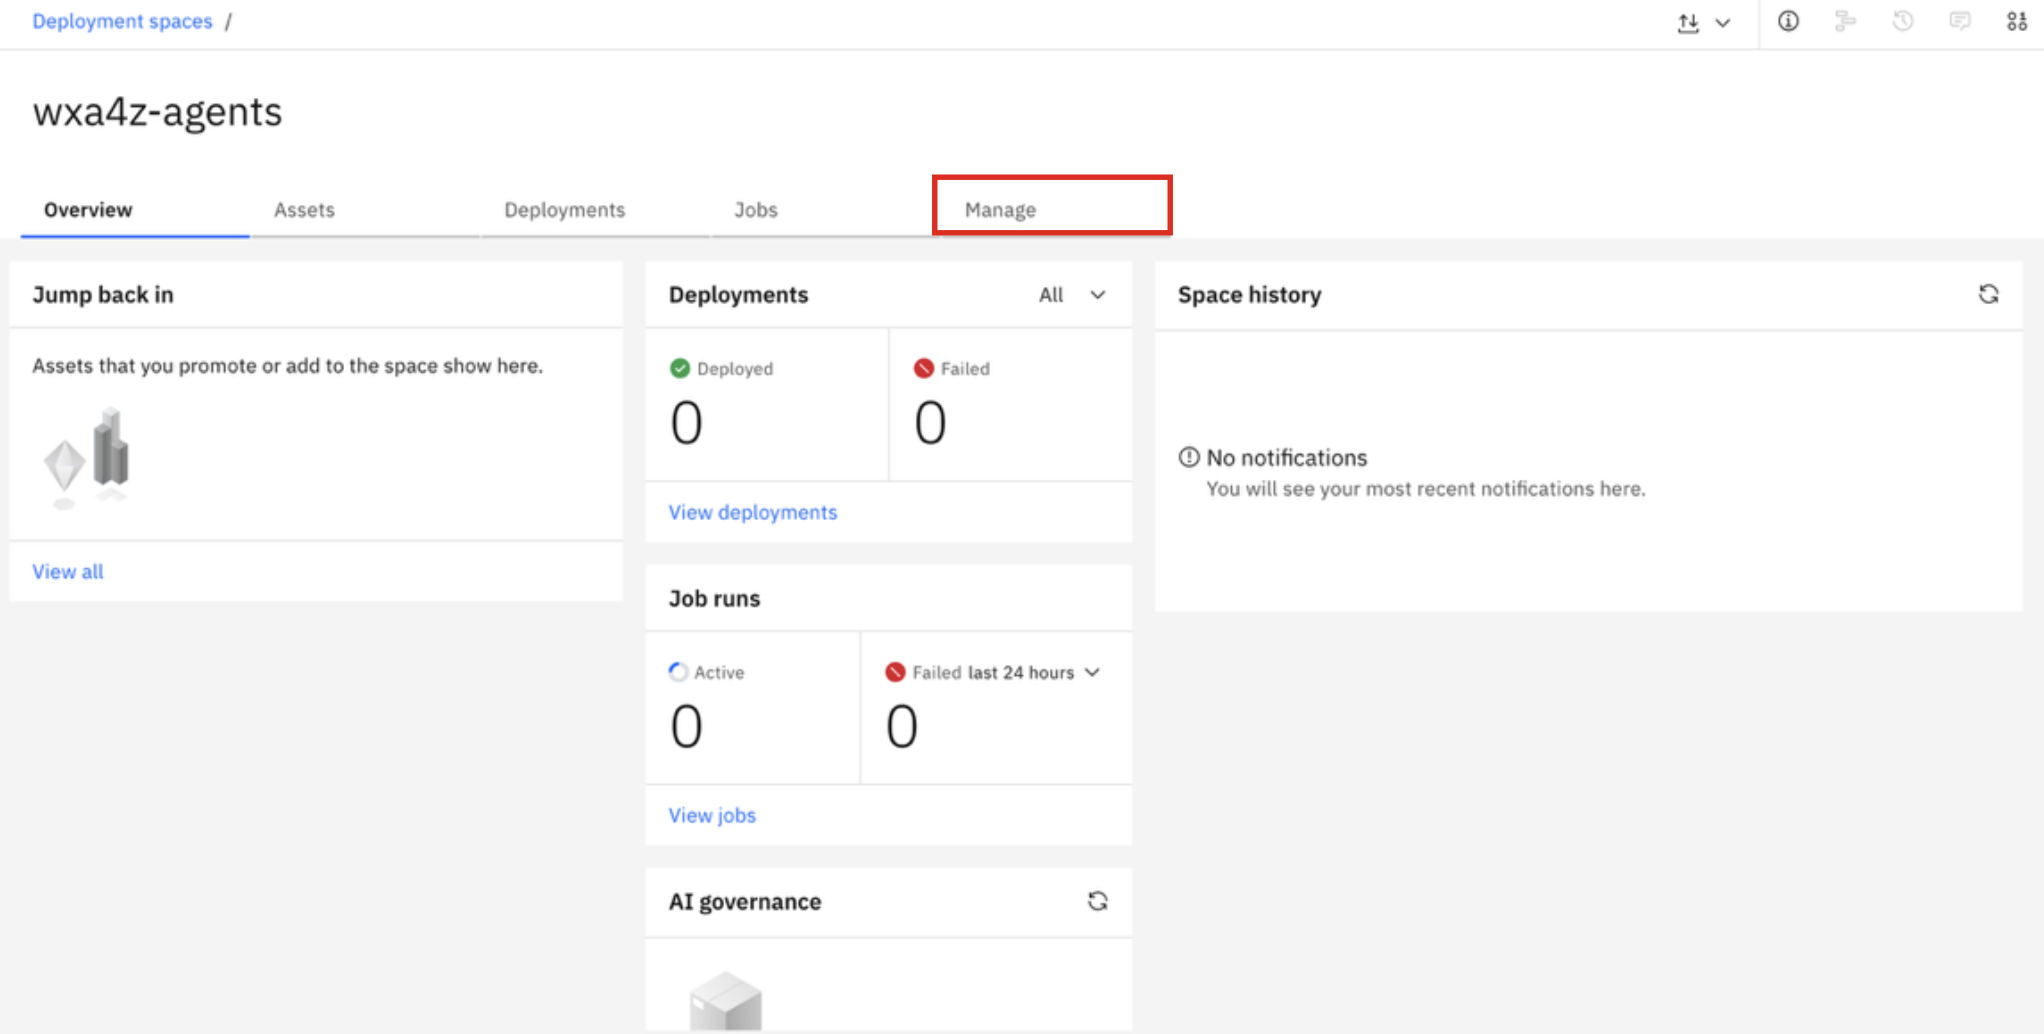 Deployment spaces /
wxa4z-agents
Overview Assets Deployments Jobs Manage
Jump back in
Assets that you promote or add to the space show here.
View all
Deployments All
Deployed Failed
0 0
View deployments
Job runs
Active Failed last 24 hours
0 0
View jobs
AI governance
Space history
No notifications
You will see your most recent notifications here.